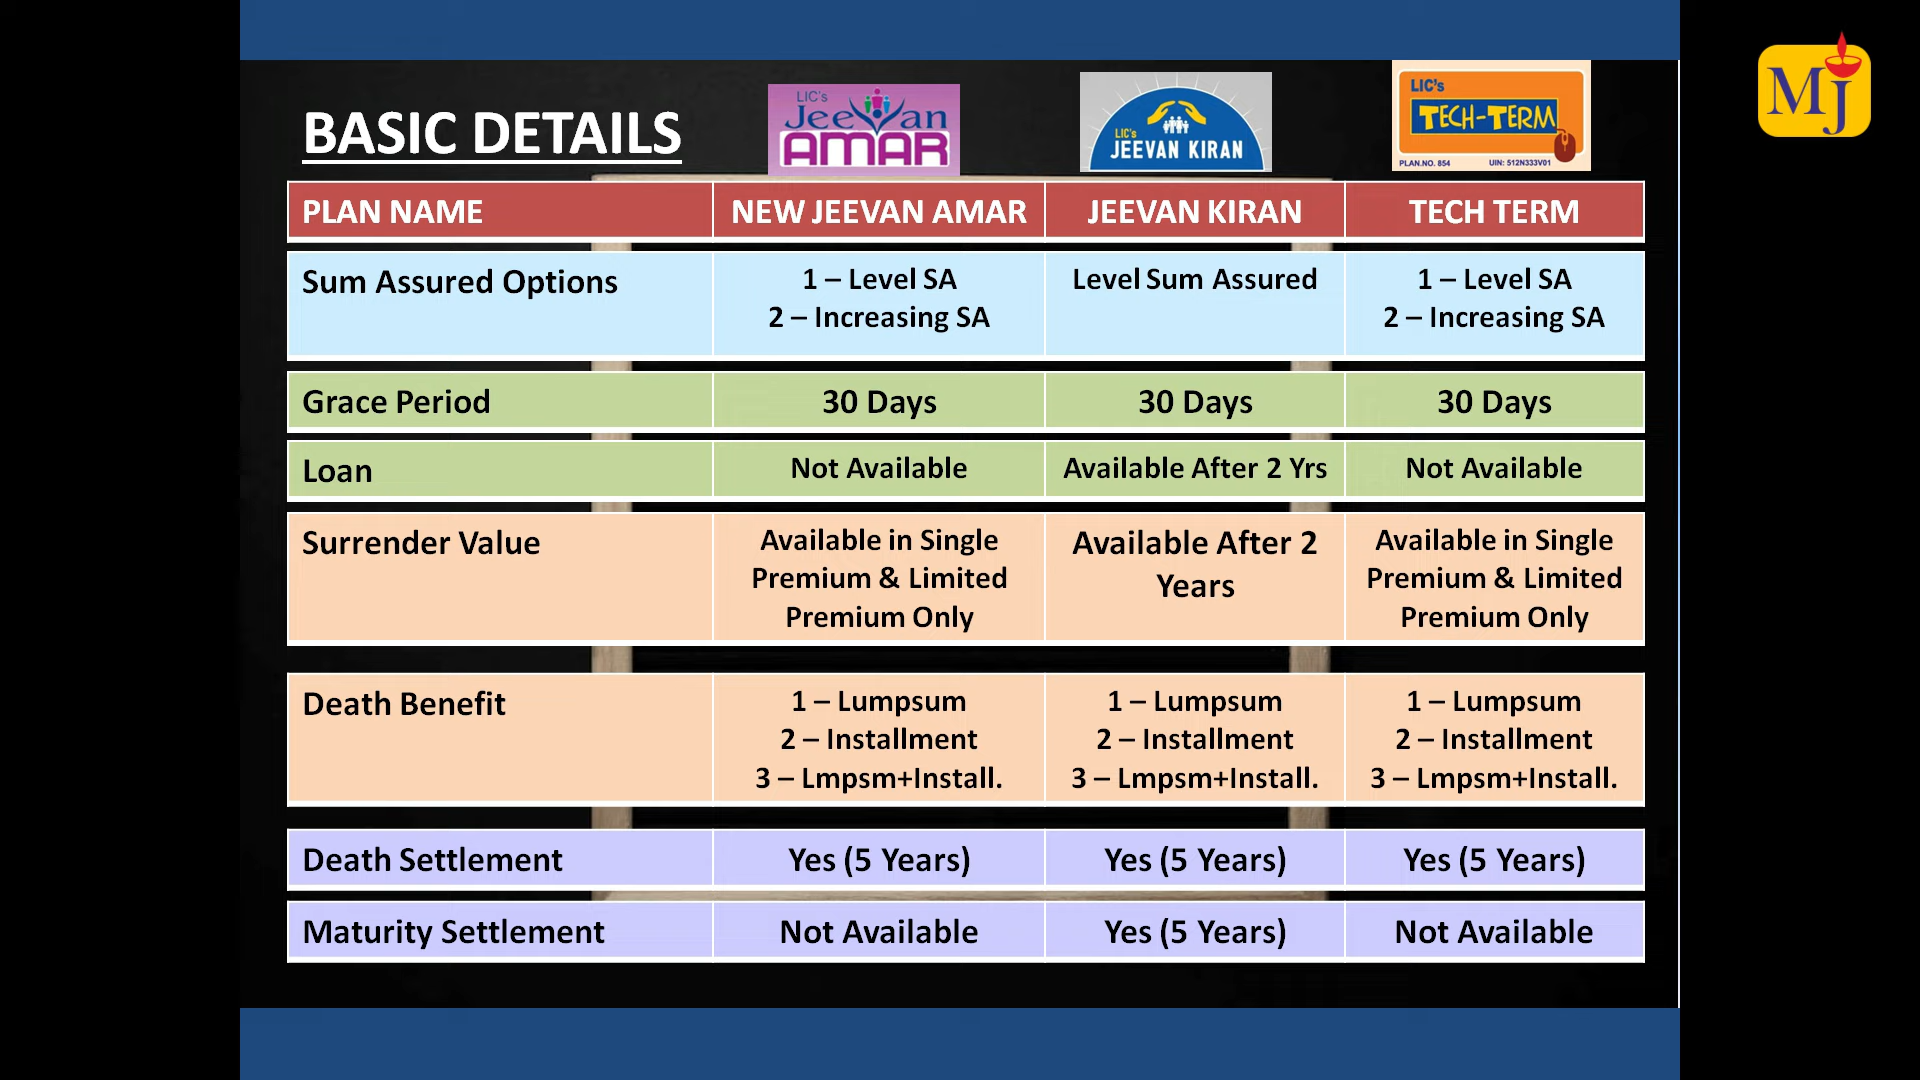 BASIC DETAILS
LIC's
Jeevan
AMAR
LIC's
JEEVAN KIRAN
LIC's
TECH-TERM
PLAN.NO. 854 UIN: 512N333V01
MJ
PLAN NAME NEW JEEVAN AMAR JEEVAN KIRAN TECH TERM
Sum Assured Options 1 – Level SA Level Sum Assured 1 – Level SA
2 – Increasing SA 2 – Increasing SA
Grace Period 30 Days 30 Days 30 Days
Loan Not Available Available After 2 Yrs Not Available
Surrender Value Available in Single Available After 2 Available in Single
Premium & Limited Years Premium & Limited
Premium Only Premium Only
Death Benefit 1 – Lumpsum 1 – Lumpsum 1 – Lumpsum
2 – Installment 2 – Installment 2 – Installment
3 – Lmpsm+Install. 3 – Lmpsm+Install. 3 – Lmpsm+Install.
Death Settlement Yes (5 Years) Yes (5 Years) Yes (5 Years)
Maturity Settlement Not Available Yes (5 Years) Not Available